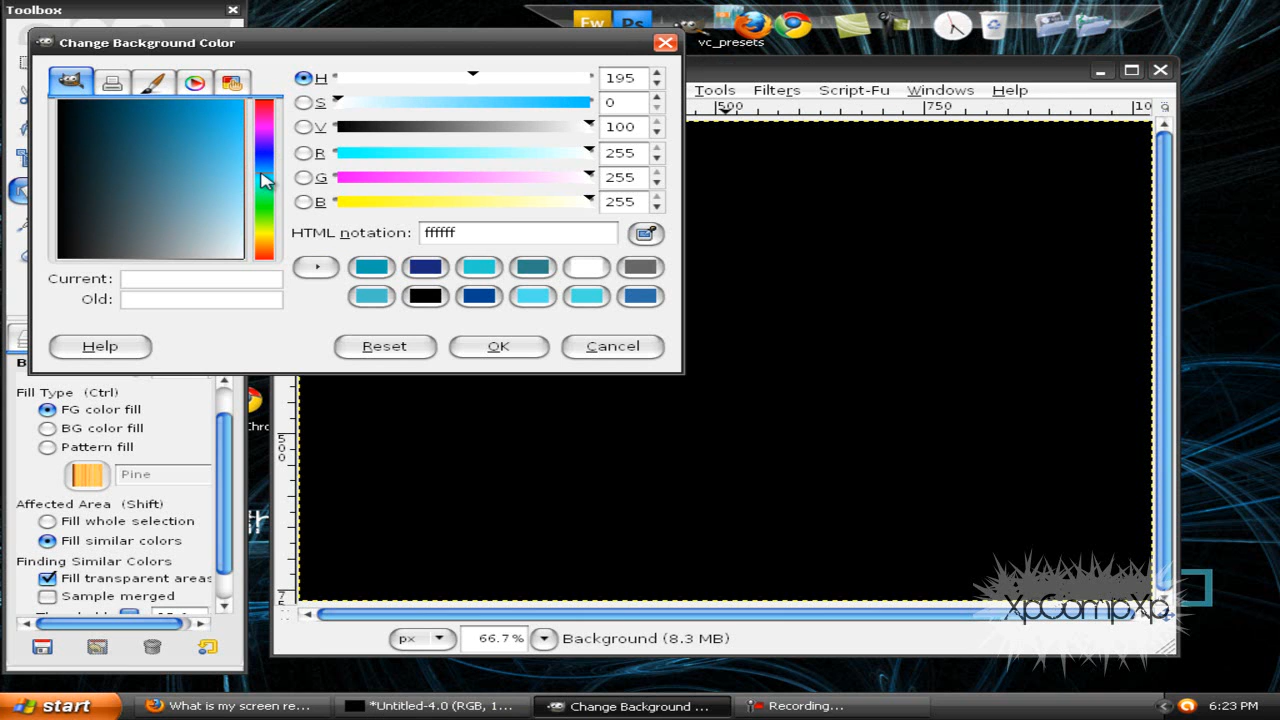 Toolbox
Fw Ps
vc_presets
Change Background Color
Tools Filters Script-Fu Windows Help
500 750 10
H 195
S 0
V 100
R 255
G 255
B 255
HTML notation: ffffff
Current:
Old:
Help Reset OK Cancel
Fill Type (Ctrl)
FG color fill
BG color fill
Pattern fill
Pine
Affected Area (Shift)
Fill whole selection
Fill similar colors
Finding Similar Colors
Fill transparent areas
Sample merged
500
XpCompXp
px 66.7% Background (8.3 MB)
start What is my screen re... *Untitled-4.0 (RGB, 1... Change Background ... Recording... 6:23 PM